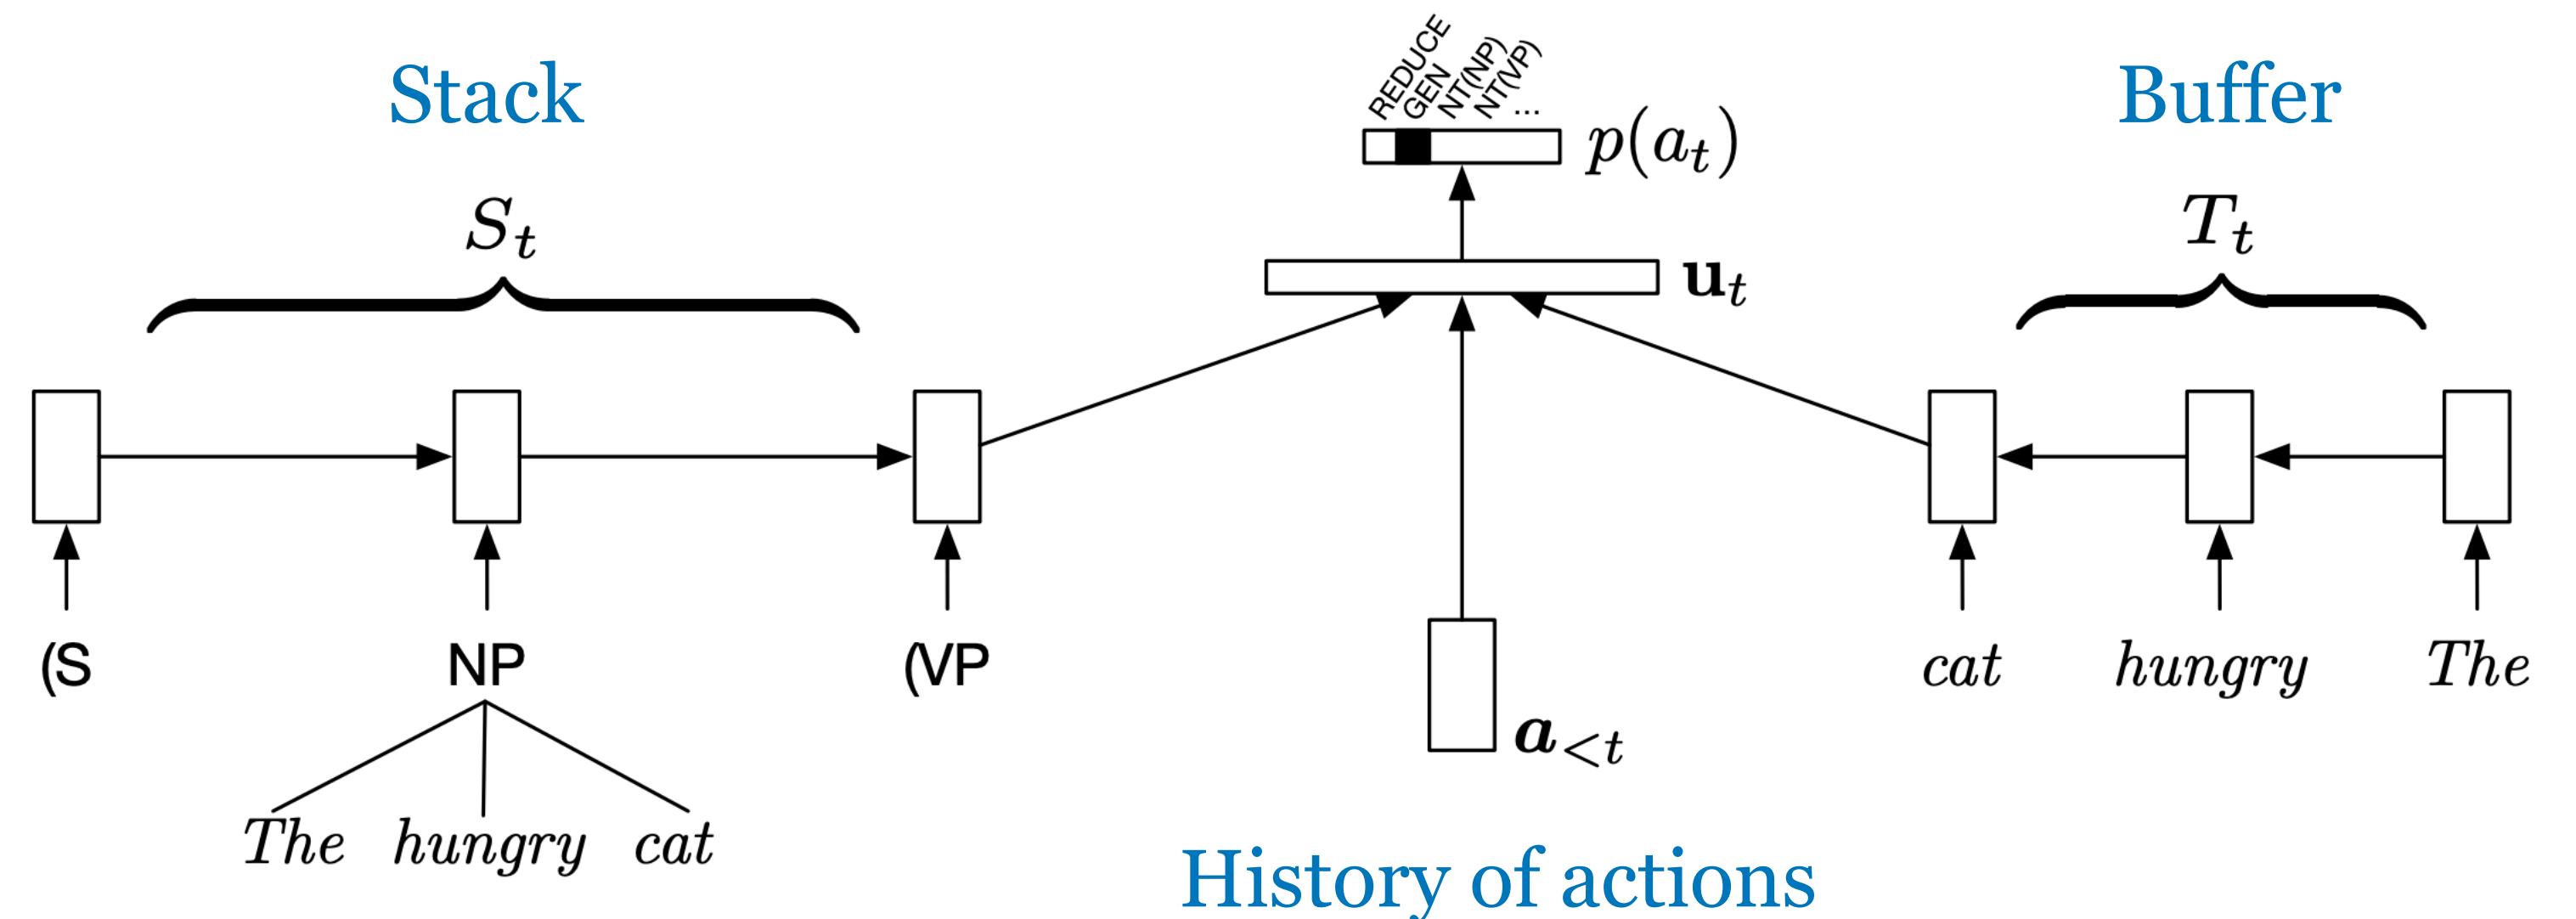 Stack
REDUCE
GEN
NT(NP)
NT(VP)
...
Buffer
p(a_t)
S_t
T_t
u_t
(S
NP
(VP
cat
hungry
The
a_{<t}
The hungry cat
History of actions